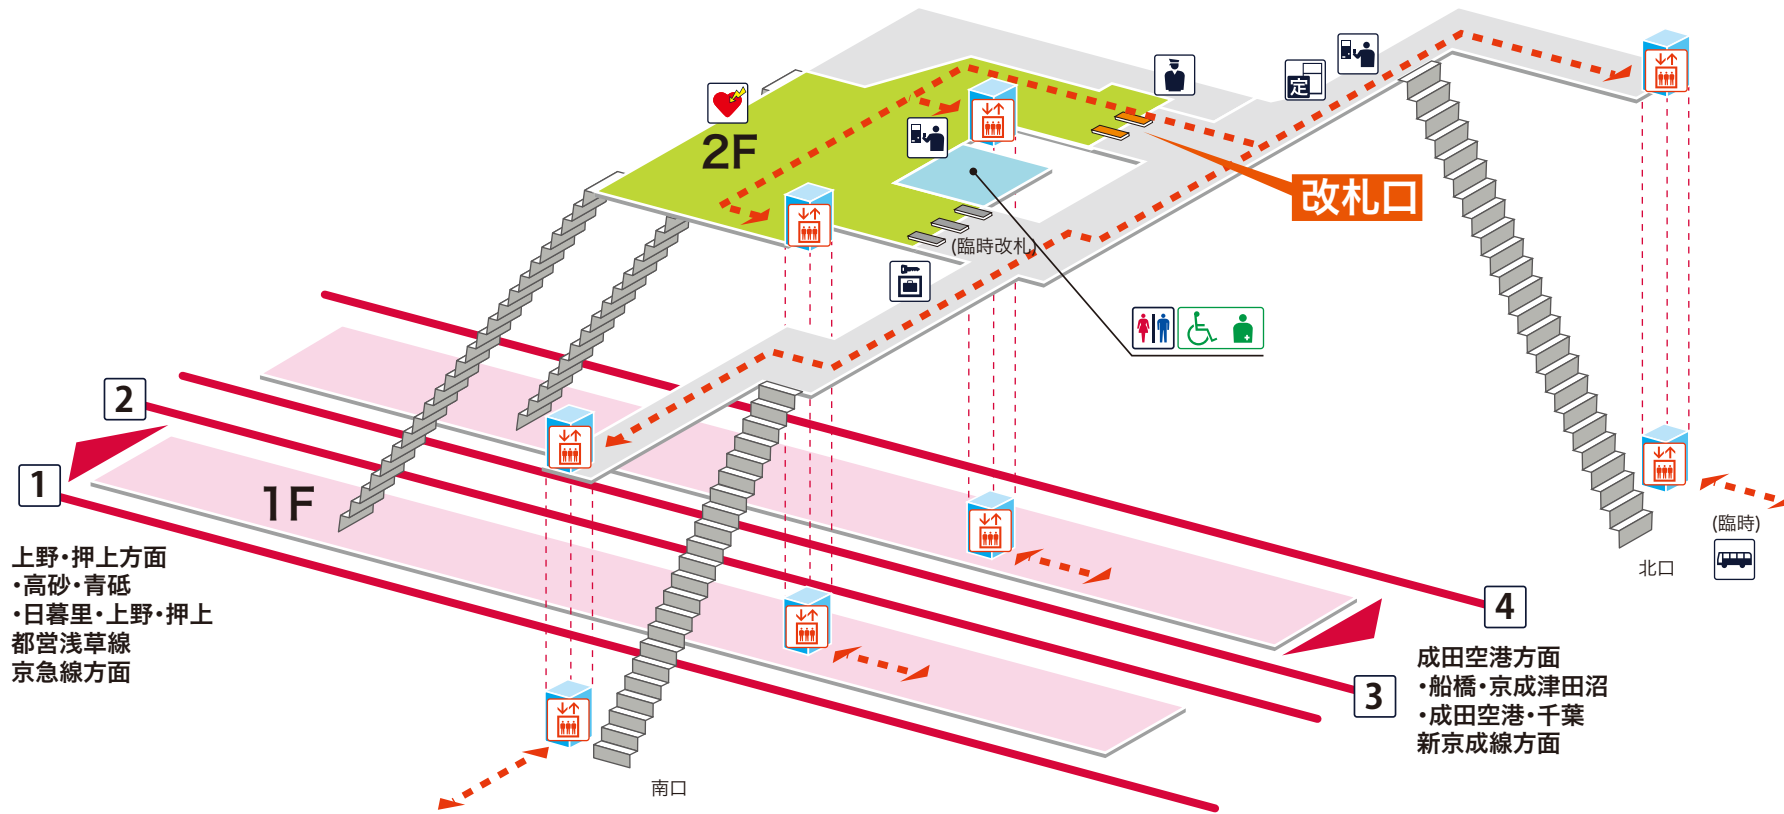 2F
定
改札口
(臨時改札)
2
1
1F
上野・押上方面
・高砂・青砥
・日暮里・上野・押上
都営浅草線
京急線方面
(臨時)
北口
4
3
成田空港方面
・船橋・京成津田沼
・成田空港・千葉
新京成線方面
南口